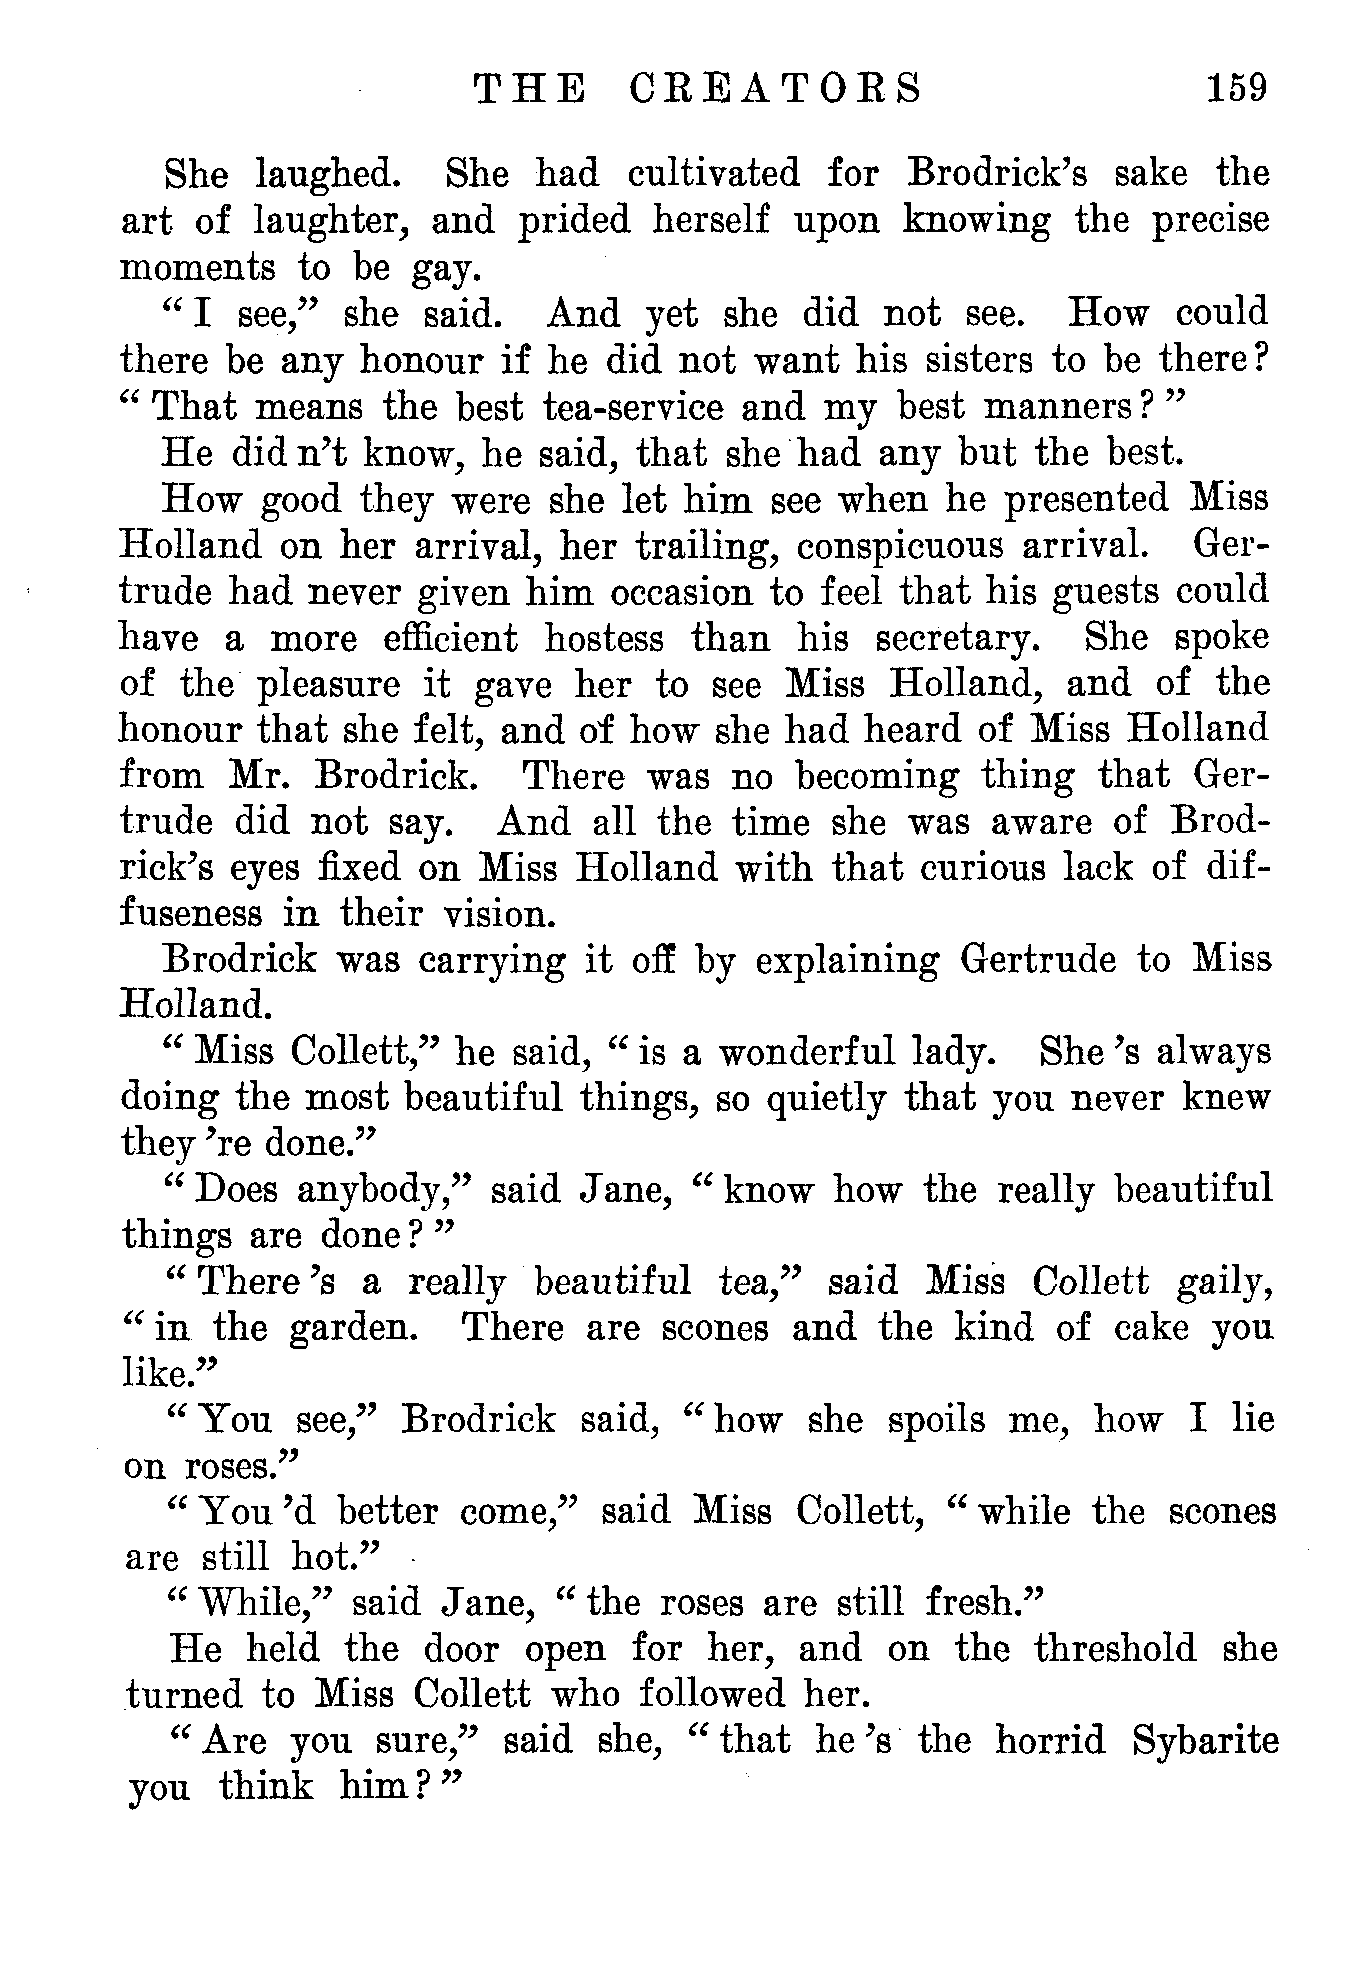 THE CREATORS 159
She laughed. She had cultivated for Brodrick's sake the
art of laughter, and prided herself upon knowing the precise
moments to be gay.
"I see," she said. And yet she did not see. How could
there be any honour if he did not want his sisters to be there?
"That means the best tea-service and my best manners?"
He did n't know, he said, that she had any but the best.
How good they were she let him see when he presented Miss
Holland on her arrival, her trailing, conspicuous arrival. Ger-
trude had never given him occasion to feel that his guests could
have a more efficient hostess than his secretary. She spoke
of the pleasure it gave her to see Miss Holland, and of the
honour that she felt, and of how she had heard of Miss Holland
from Mr. Brodrick. There was no becoming thing that Ger-
trude did not say. And all the time she was aware of Brod-
rick's eyes fixed on Miss Holland with that curious lack of dif-
fuseness in their vision.
Brodrick was carrying it off by explaining Gertrude to Miss
Holland.
"Miss Collett," he said, "is a wonderful lady. She 's always
doing the most beautiful things, so quietly that you never knew
they 're done."
"Does anybody," said Jane, "know how the really beautiful
things are done?"
"There 's a really beautiful tea," said Miss Collett gaily,
"in the garden. There are scones and the kind of cake you
like."
"You see," Brodrick said, "how she spoils me, how I lie
on roses."
"You 'd better come," said Miss Collett, "while the scones
are still hot."
"While," said Jane, "the roses are still fresh."
He held the door open for her, and on the threshold she
turned to Miss Collett who followed her.
"Are you sure," said she, "that he 's the horrid Sybarite
you think him?"